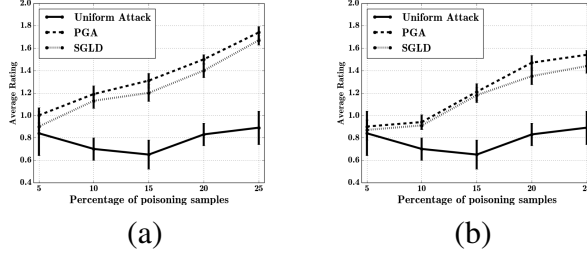 2.0
1.8
1.6
1.4
1.2
1.0
0.8
0.6
0.4
Average Rating
Uniform Attack
PGA
SGLD
5 10 15 20 25
Percentage of poisoning samples
(a)
2.0
1.8
1.6
1.4
1.2
1.0
0.8
0.6
0.4
Average Rating
Uniform Attack
PGA
SGLD
5 10 15 20
Percentage of poisoning samples
(b)